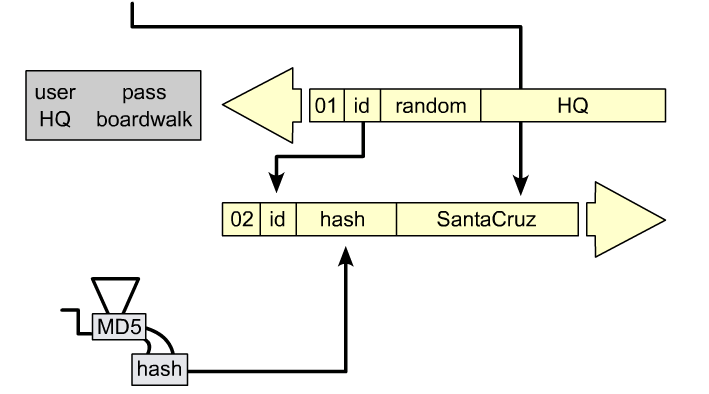 user pass
HQ boardwalk
01 id random HQ
02 id hash SantaCruz
MD5
hash